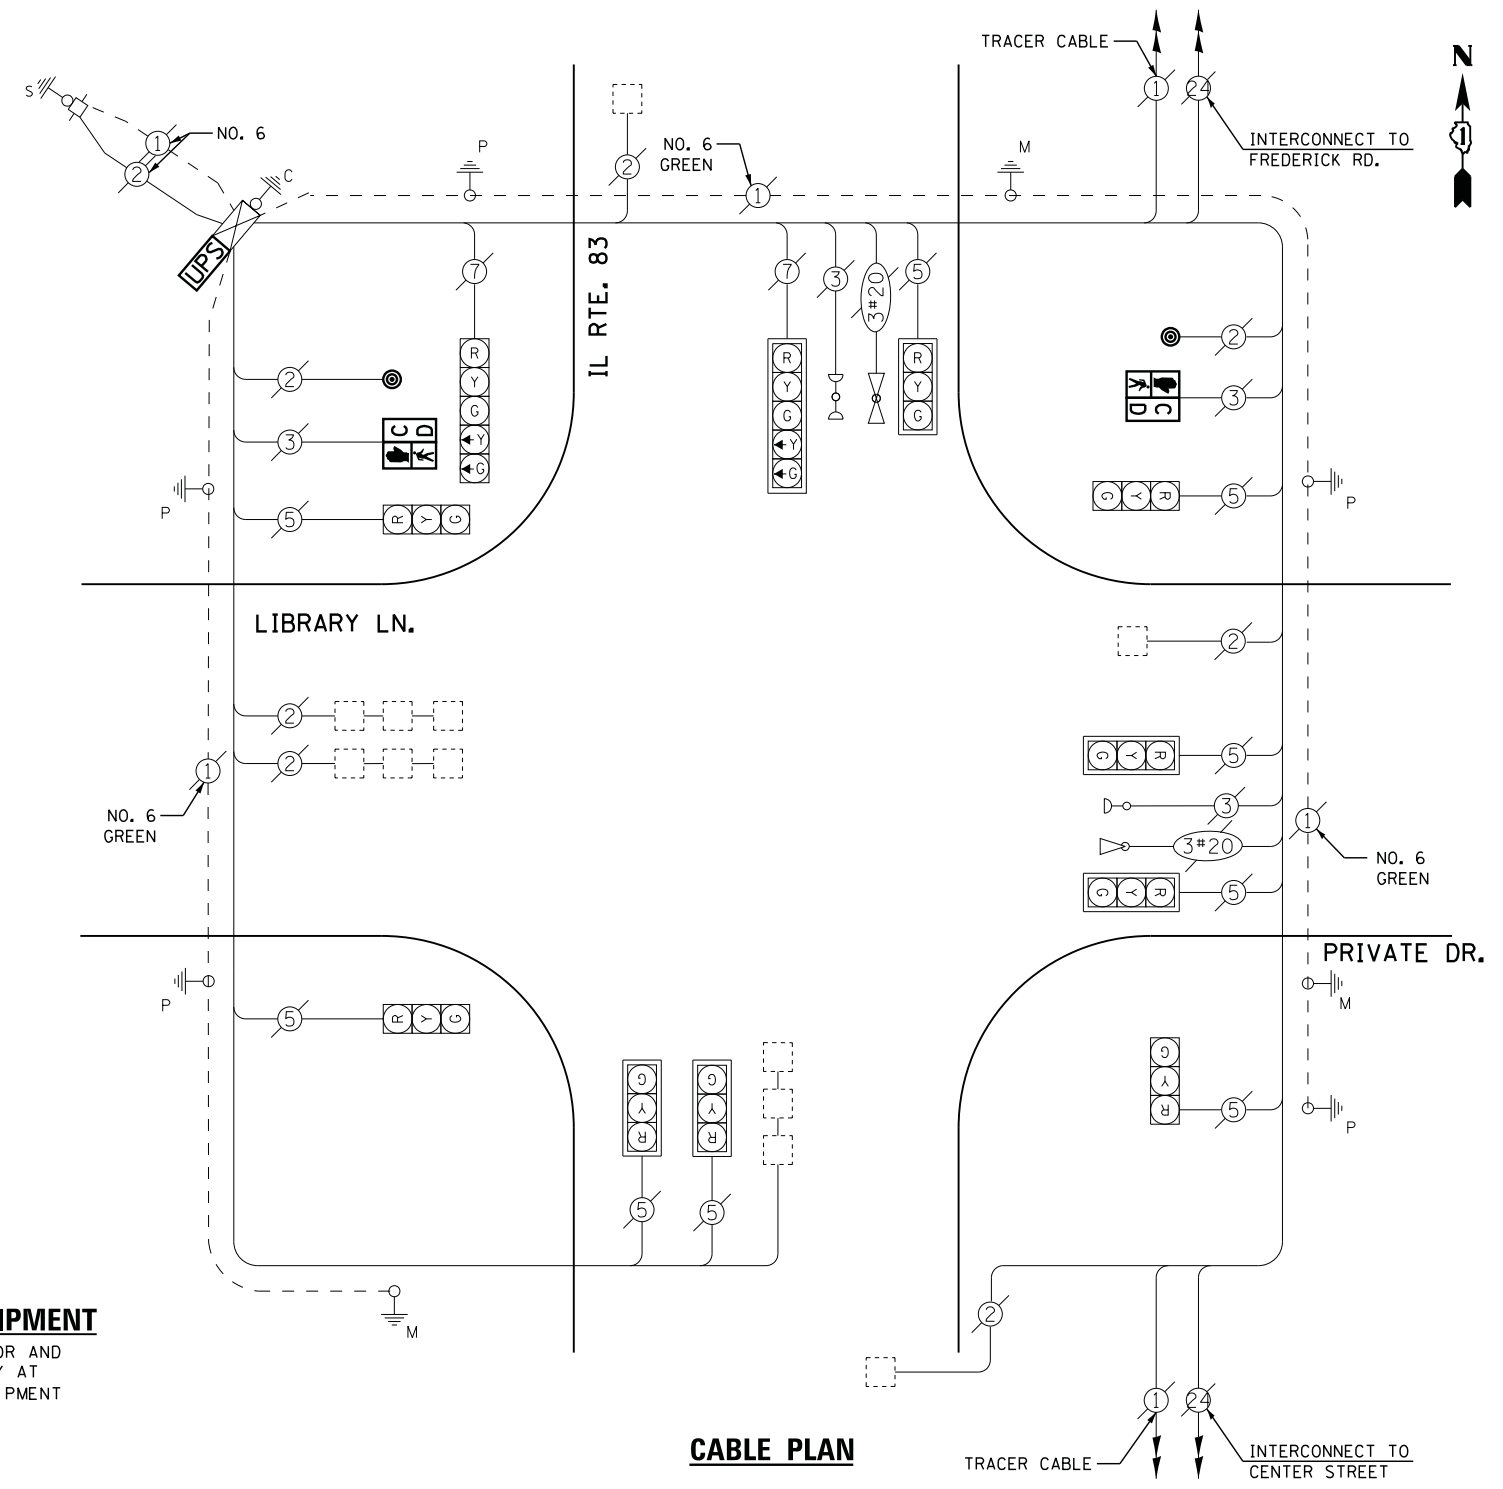 TRACER CABLE
1
24
N
1
INTERCONNECT TO
FREDERICK RD.
S
1
NO. 6
2
C
P
2
NO. 6
GREEN
1
M
UPS
7
IL RTE. 83
7
3
3#20
5
2
R
Y
G
Y
G
R
Y
G
Y
G
R
Y
G
2
3
C D
3
C D
P
5
R Y G
R Y G
5
P
LIBRARY LN.
2
2
2
R Y G
5
1
NO. 6
GREEN
3
3#20
1
NO. 6
GREEN
R Y G
5
PRIVATE DR.
P
M
5
R Y G
G
Y
R
5
P
G
Y
R
G
Y
R
5
5
M
2
IPMENT
OR AND
Y AT
PMENT
1
24
CABLE PLAN
TRACER CABLE
INTERCONNECT TO
CENTER STREET